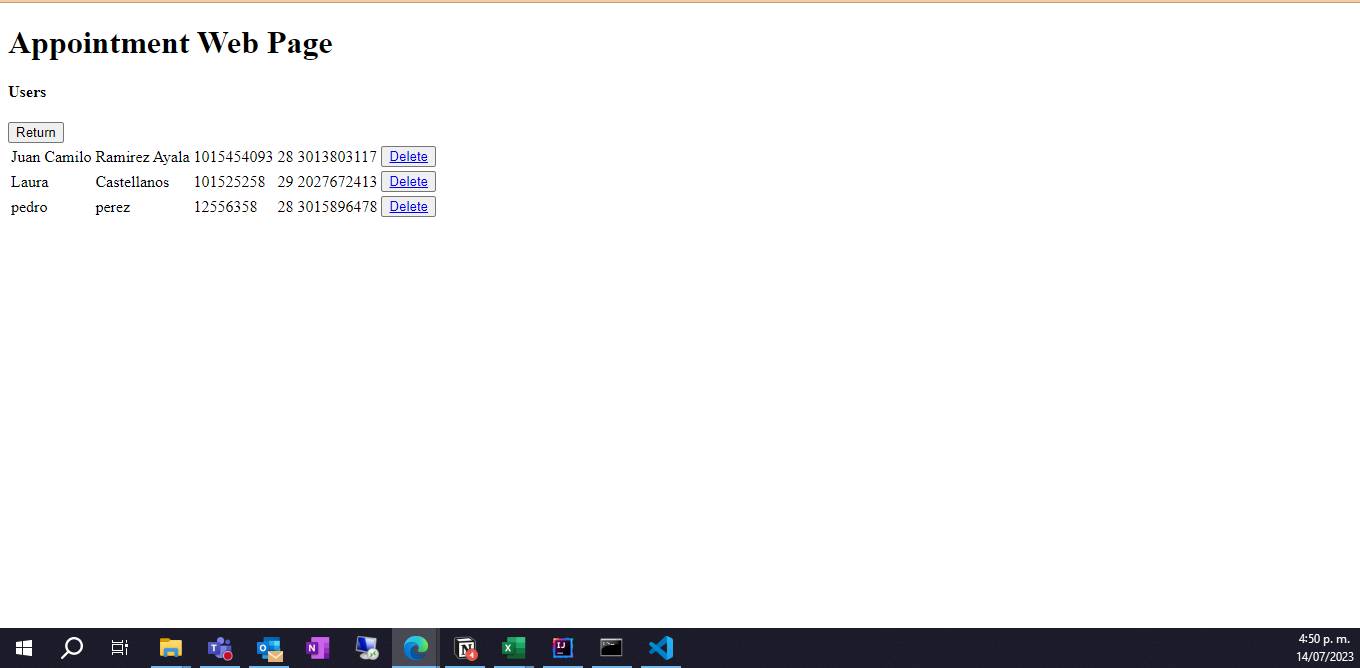 Appointment Web Page
Users
Return
Juan Camilo Ramirez Ayala 1015454093 28 3013803117 Delete
Laura Castellanos 101525258 29 2027672413 Delete
pedro perez 12556358 28 3015896478 Delete
4:50 p. m.
14/07/2023